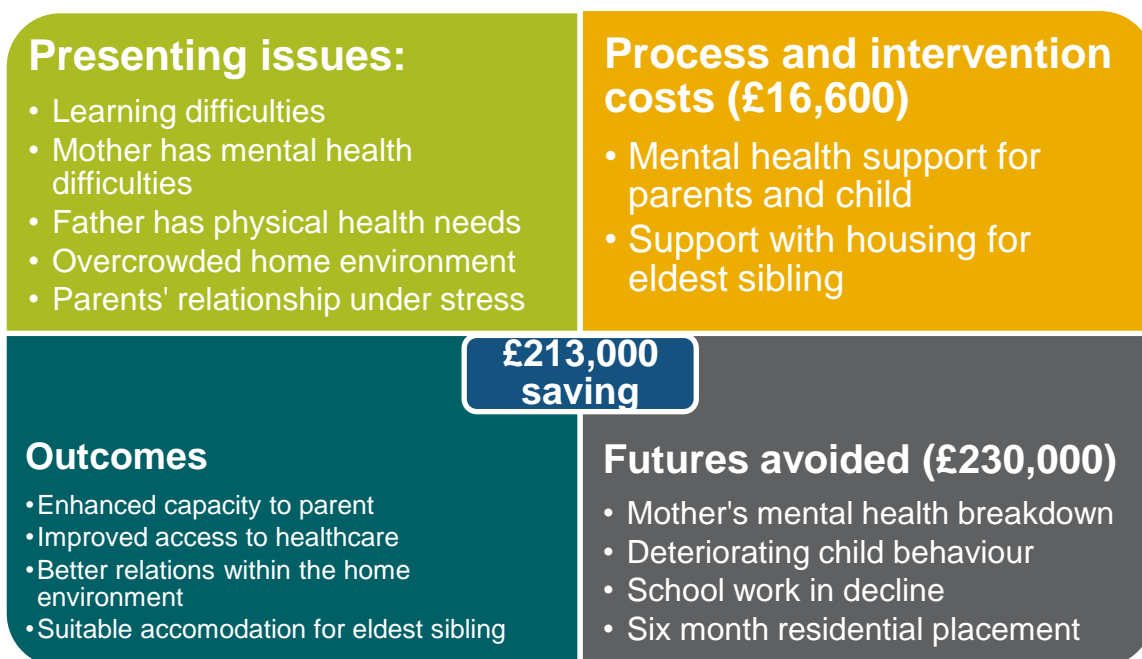 Presenting issues:
• Learning difficulties
• Mother has mental health
difficulties
• Father has physical health needs
• Overcrowded home environment
• Parents' relationship under stress
Process and intervention
costs (£16,600)
• Mental health support for
parents and child
• Support with housing for
eldest sibling
£213,000
saving
Outcomes
• Enhanced capacity to parent
• Improved access to healthcare
• Better relations within the home
environment
• Suitable accomodation for eldest sibling
Futures avoided (£230,000)
• Mother's mental health breakdown
• Deteriorating child behaviour
• School work in decline
• Six month residential placement